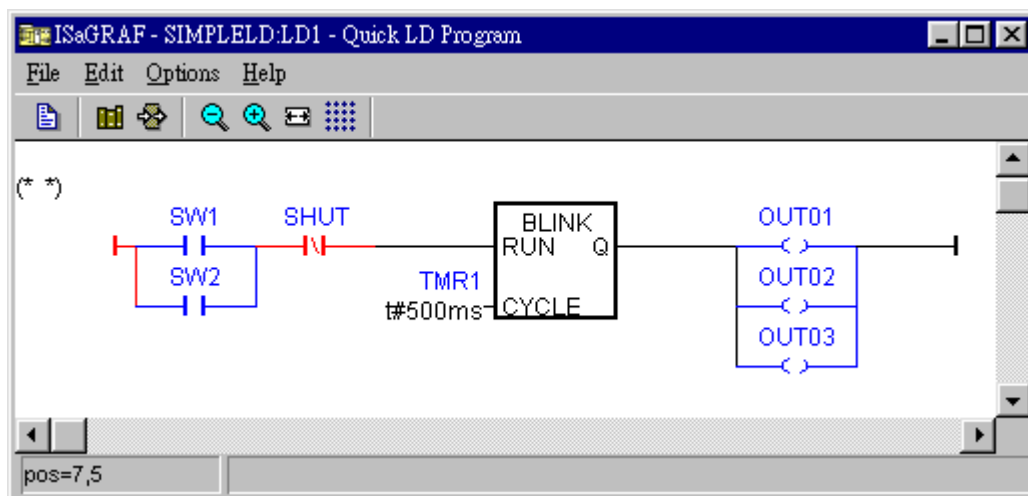 ISaGRAF - SIMPLELD:LD1 - Quick LD Program
File Edit Options Help
(* *)
SW1 SHUT BLINK OUT01
RUN Q
SW2 TMR1 OUT02
t#500ms CYCLE
OUT03
pos=7,5